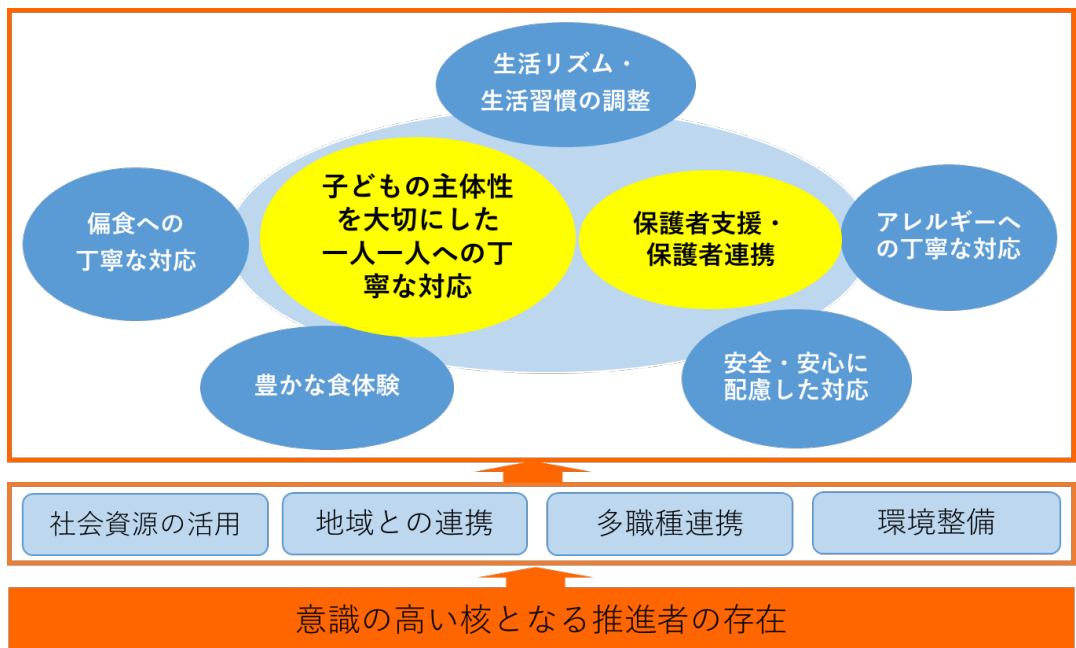 生活リズム・
生活習慣の調整
子どもの主体性
を大切にした
一人一人への丁
寧な対応
保護者支援・
保護者連携
偏食への
丁寧な対応
アレルギーへ
の丁寧な対応
豊かな食体験
安全・安心に
配慮した対応
社会資源の活用
地域との連携
多職種連携
環境整備
意識の高い核となる推進者の存在